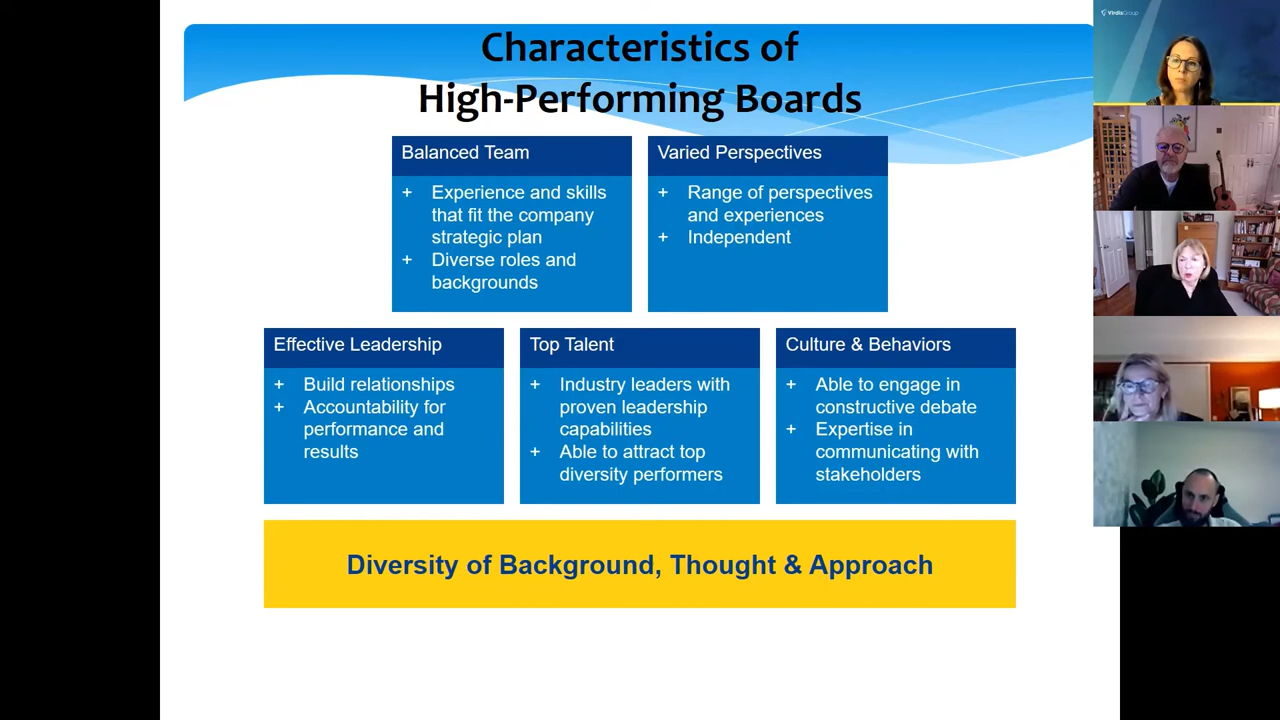 Characteristics of
High-Performing Boards
Balanced Team
+ Experience and skills
that fit the company
strategic plan
+ Diverse roles and
backgrounds
Varied Perspectives
+ Range of perspectives
and experiences
+ Independent
Effective Leadership
+ Build relationships
+ Accountability for
performance and
results
Top Talent
+ Industry leaders with
proven leadership
capabilities
+ Able to attract top
diversity performers
Culture & Behaviors
+ Able to engage in
constructive debate
+ Expertise in
communicating with
stakeholders
Diversity of Background, Thought & Approach
VirdisGroup